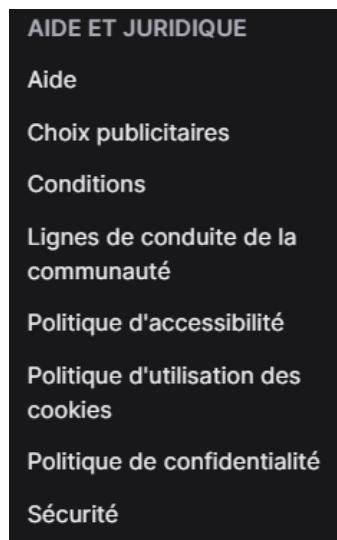 AIDE ET JURIDIQUE
Aide
Choix publicitaires
Conditions
Lignes de conduite de la
communauté
Politique d'accessibilité
Politique d'utilisation des
cookies
Politique de confidentialité
Sécurité